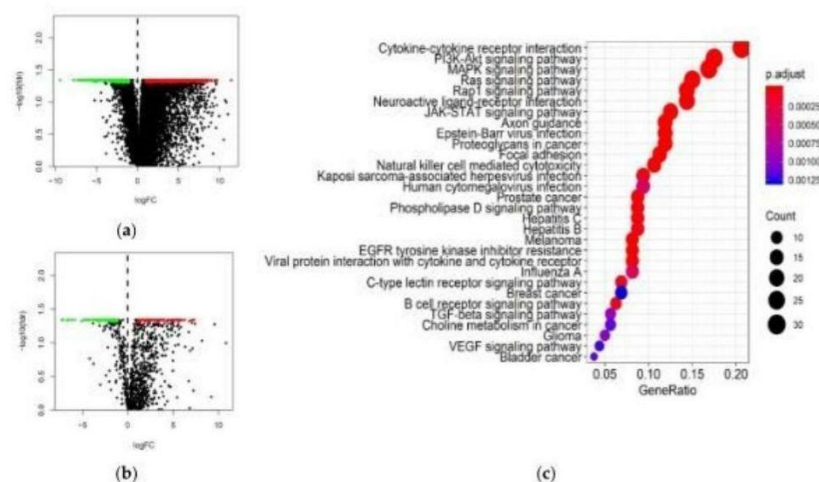 2.0
1.5
1.0
0.5
0.0
-10
-5
0
5
10
logFC
(a)
2.0
1.5
1.0
0.5
0.0
-5
0
5
10
logFC
(b)
Cytokine-cytokine receptor interaction
PI3K-Akt signaling pathway
MAPK signaling pathway
Ras signaling pathway
Rap1 signaling pathway
Neuroactive ligand-receptor interaction
JAK-STAT signaling pathway
Axon guidance
Epstein-Barr virus infection
Proteoglycans in cancer
Focal adhesion
Natural killer cell mediated cytotoxicity
Kaposi sarcoma-associated herpesvirus infection
Human cytomegalovirus infection
Prostate cancer
Phospholipase D signaling pathway
Hepatitis C
Hepatitis B
Melanoma
EGFR tyrosine kinase inhibitor resistance
Viral protein interaction with cytokine and cytokine receptor
Influenza A
C-type lectin receptor signaling pathway
Breast cancer
B cell receptor signaling pathway
TGF-beta signaling pathway
Choline metabolism in cancer
Glioma
VEGF signaling pathway
Bladder cancer
0.05
0.10
0.15
0.20
GeneRatio
p.adjust
0.00025
0.00050
0.00075
0.00100
0.00125
Count
10
15
20
25
30
(c)